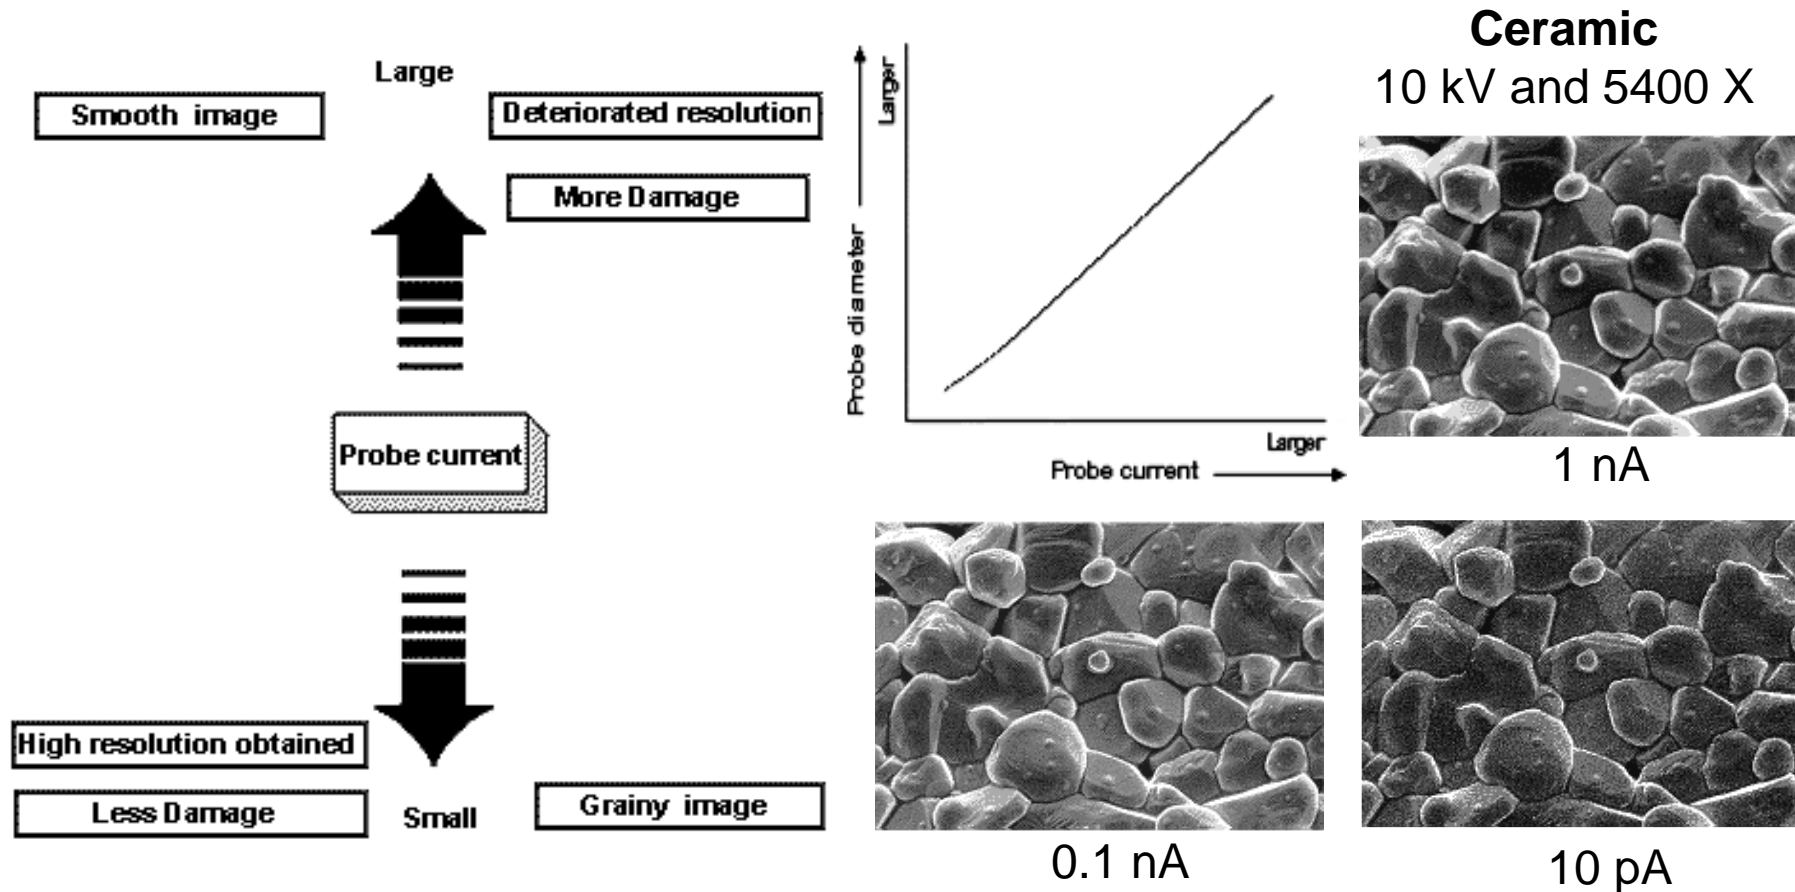 Large
Smooth image
Deteriorated resolution
More Damage
Probe current
High resolution obtained
Less Damage
Small
Grainy image
Larger
Probe diameter
Larger
Probe current
Ceramic
10 kV and 5400 X
1 nA
0.1 nA
10 pA